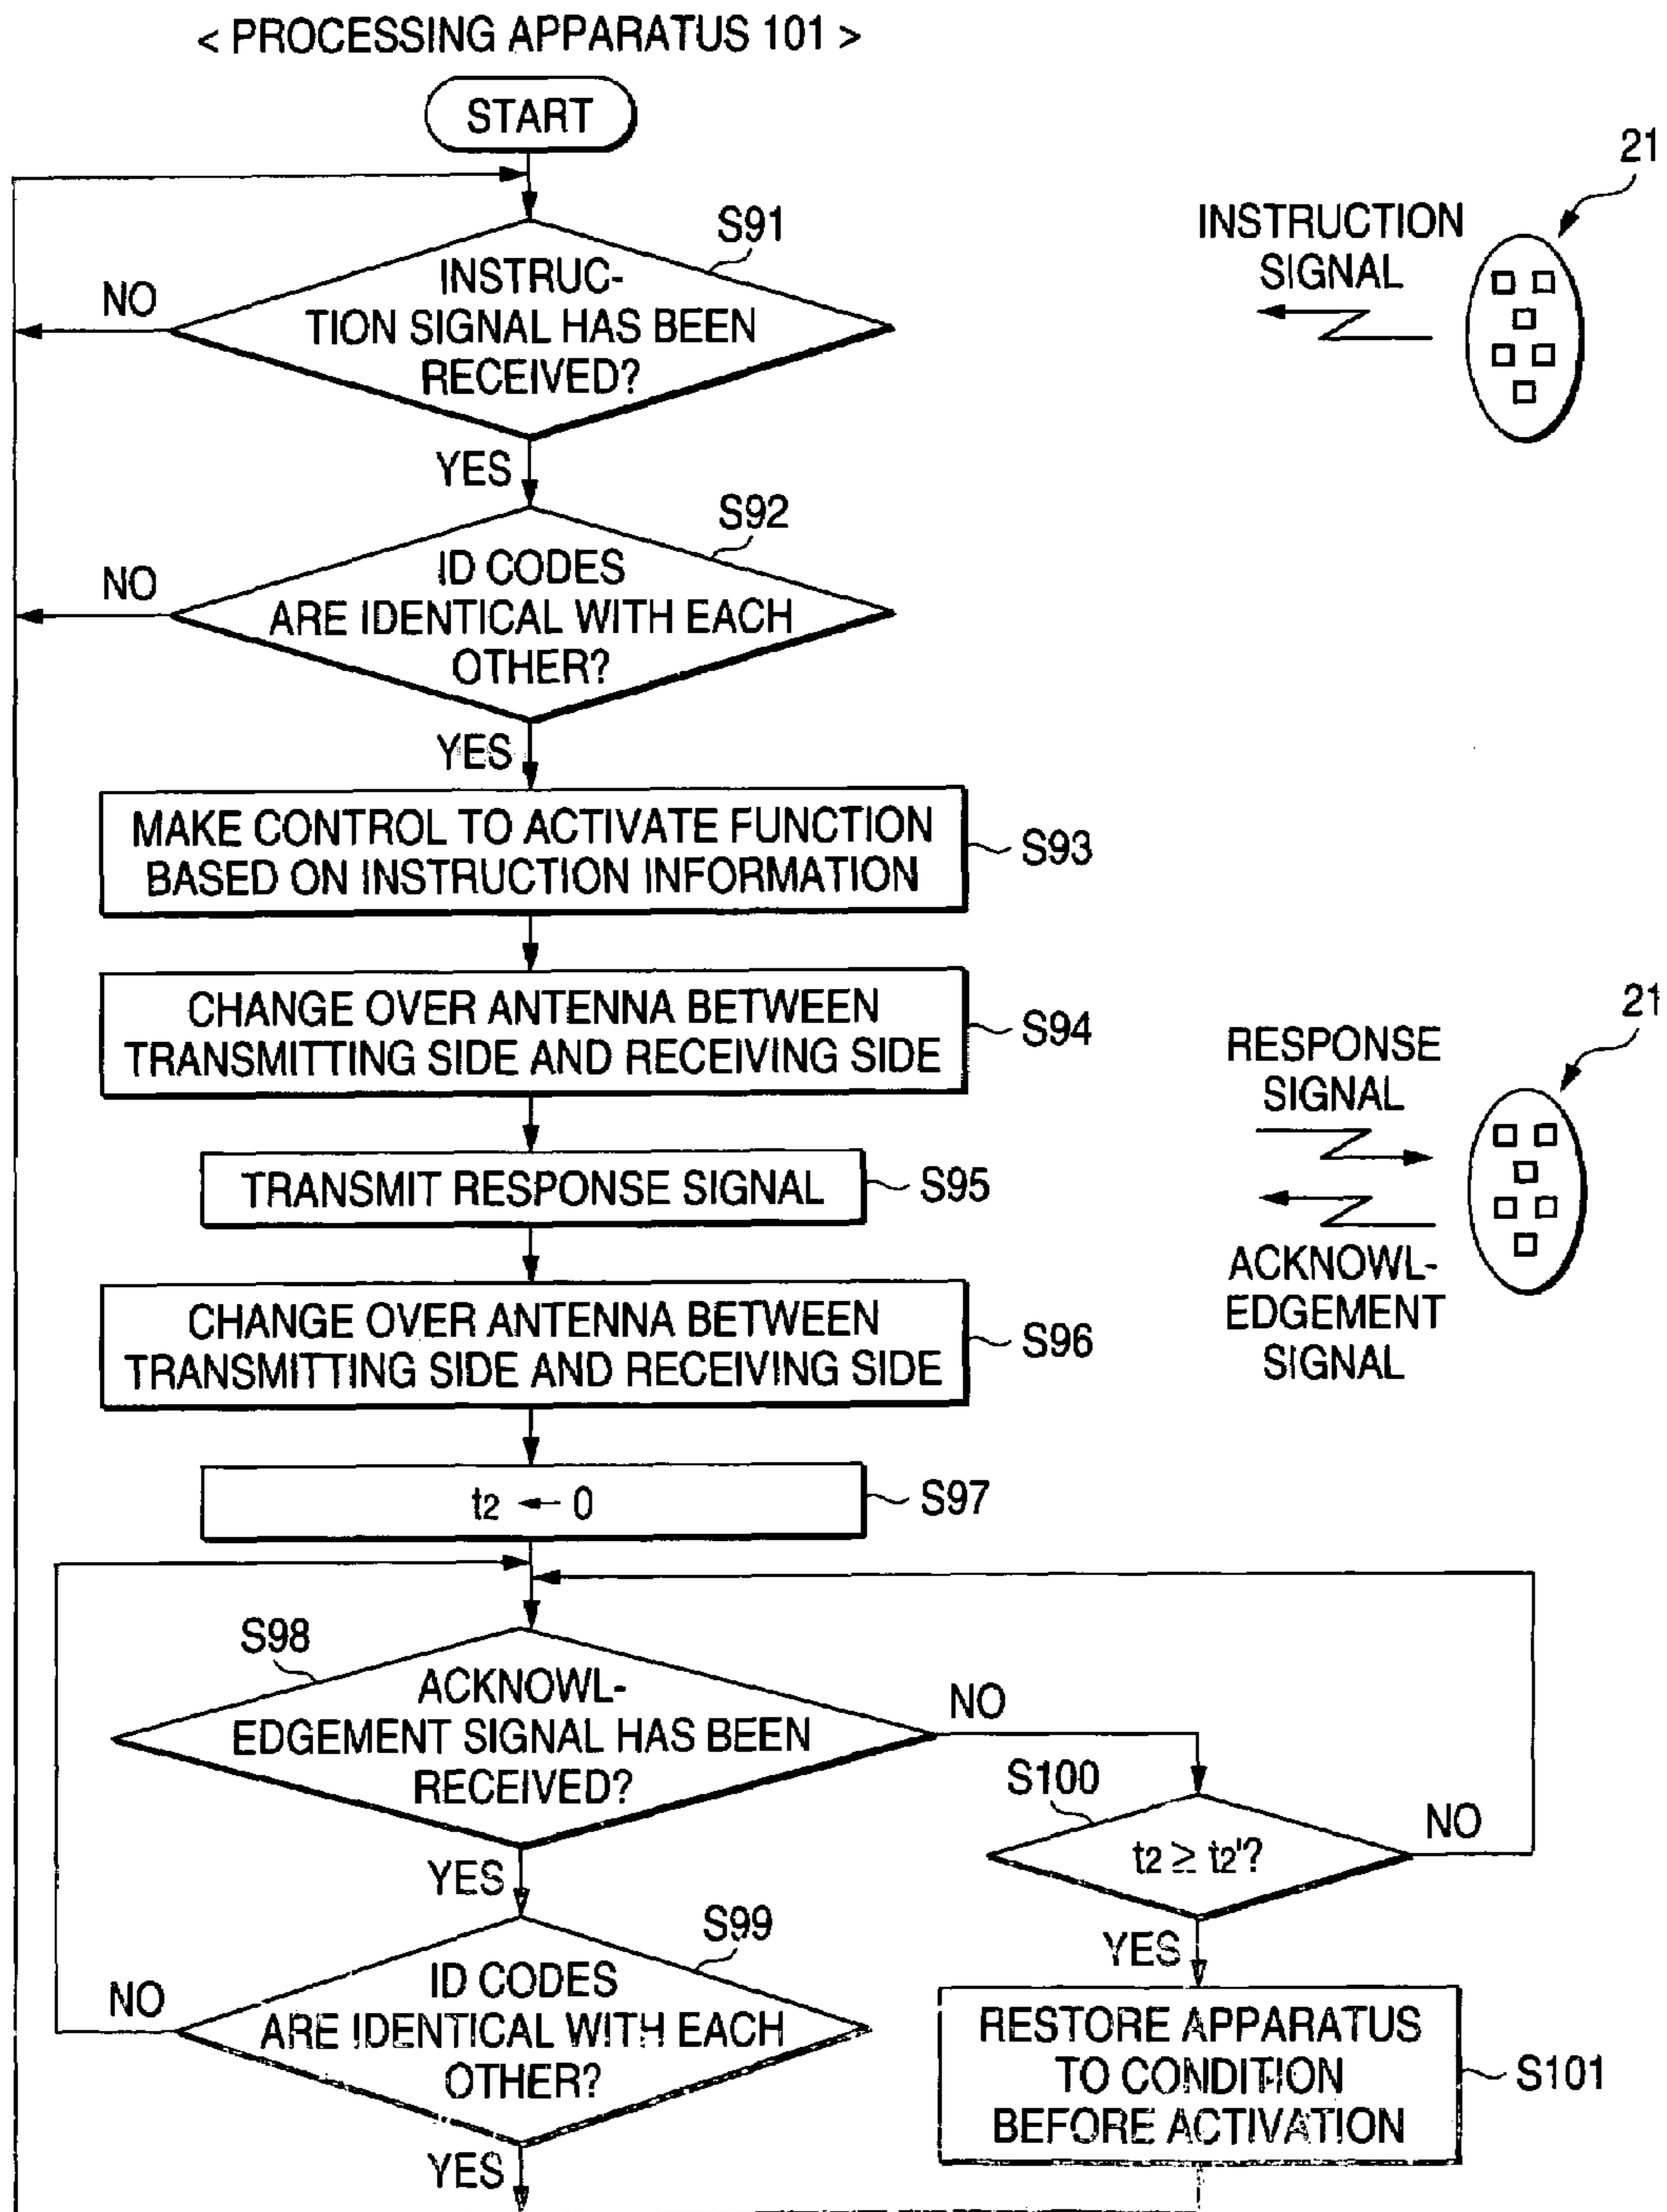 < PROCESSING APPARATUS 101 >
START
21
INSTRUCTION
SIGNAL
S91
INSTRUC-
TION SIGNAL HAS BEEN
RECEIVED?
NO
YES
S92
ID CODES
ARE IDENTICAL WITH EACH
OTHER?
NO
YES
MAKE CONTROL TO ACTIVATE FUNCTION
BASED ON INSTRUCTION INFORMATION
S93
CHANGE OVER ANTENNA BETWEEN
TRANSMITTING SIDE AND RECEIVING SIDE
S94
21
RESPONSE
SIGNAL
TRANSMIT RESPONSE SIGNAL
S95
ACKNOWL-
EDGEMENT
SIGNAL
CHANGE OVER ANTENNA BETWEEN
TRANSMITTING SIDE AND RECEIVING SIDE
S96
t2 ← 0
S97
S98
ACKNOWL-
EDGEMENT SIGNAL HAS BEEN
RECEIVED?
NO
YES
S100
t2 ≥ t2'?
NO
YES
S99
ID CODES
ARE IDENTICAL WITH EACH
OTHER?
NO
YES
RESTORE APPARATUS
TO CONDITION
BEFORE ACTIVATION
S101